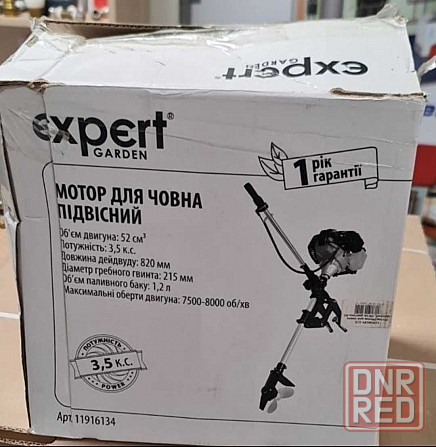 expert®
GARDEN
expert®
GARDEN
1 рік
гарантії
МОТОР ДЛЯ ЧОВНА
ПІДВІСНИЙ
Об'єм двигуна: 52 см³
Потужність: 3,5 к.с.
Довжина дейдвуду: 820 мм
Діаметр гребного гвинта: 215 мм
Об'єм паливного баку: 1,2 л
Максимальні оберти двигуна: 7500-8000 об/хв
ПОТУЖНІСТЬ
3,5 к.с.
POWER
Арт. 11916134
DNR
RED